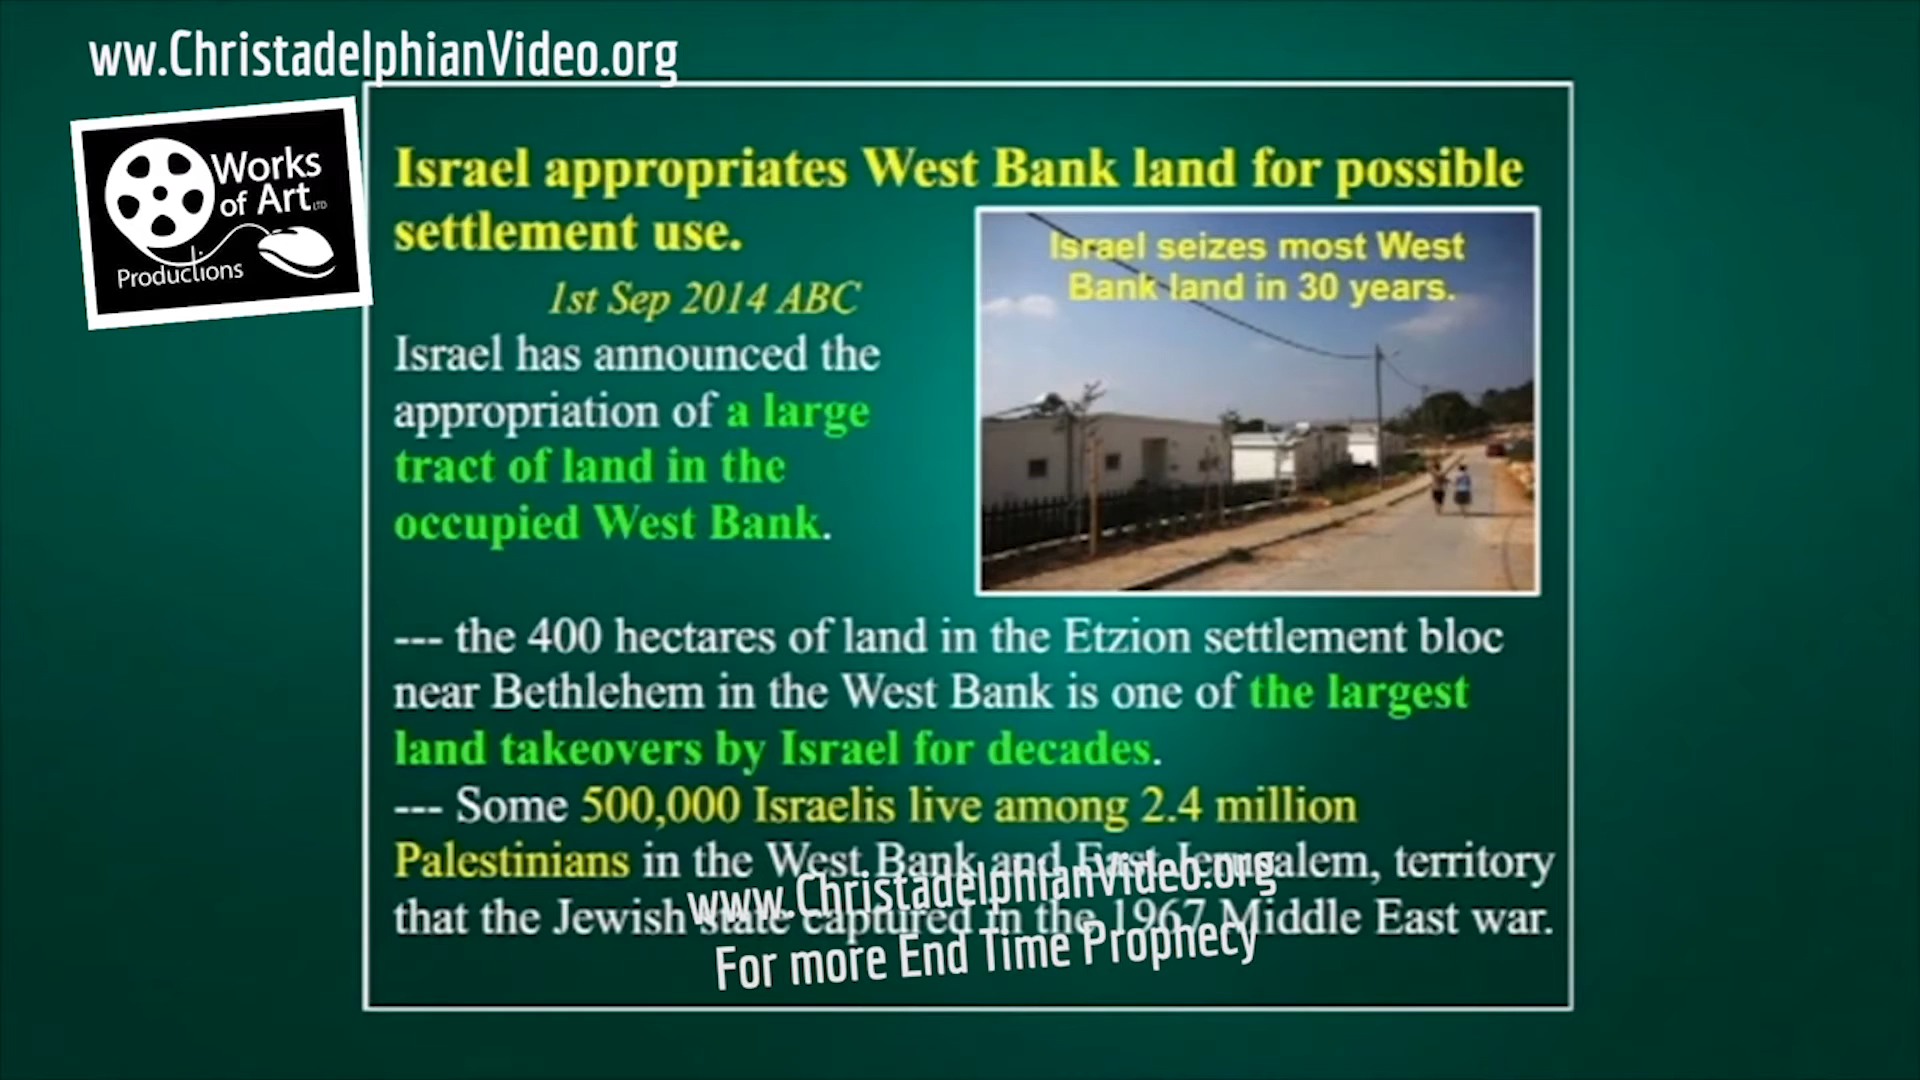 ww.ChristadelphianVideo.org
Works
of Art LTD
Productions
Israel appropriates West Bank land for possible
settlement use.
1st Sep 2014 ABC
Israel seizes most West
Bank land in 30 years.
Israel has announced the
appropriation of a large
tract of land in the
occupied West Bank.
--- the 400 hectares of land in the Etzion settlement bloc
near Bethlehem in the West Bank is one of the largest
land takeovers by Israel for decades.
--- Some 500,000 Israelis live among 2.4 million
Palestinians in the West Bank and East Jerusalem, territory
that the Jewish state captured in the 1967 Middle East war.
www.ChristadelphianVideo.org
For more End Time Prophecy